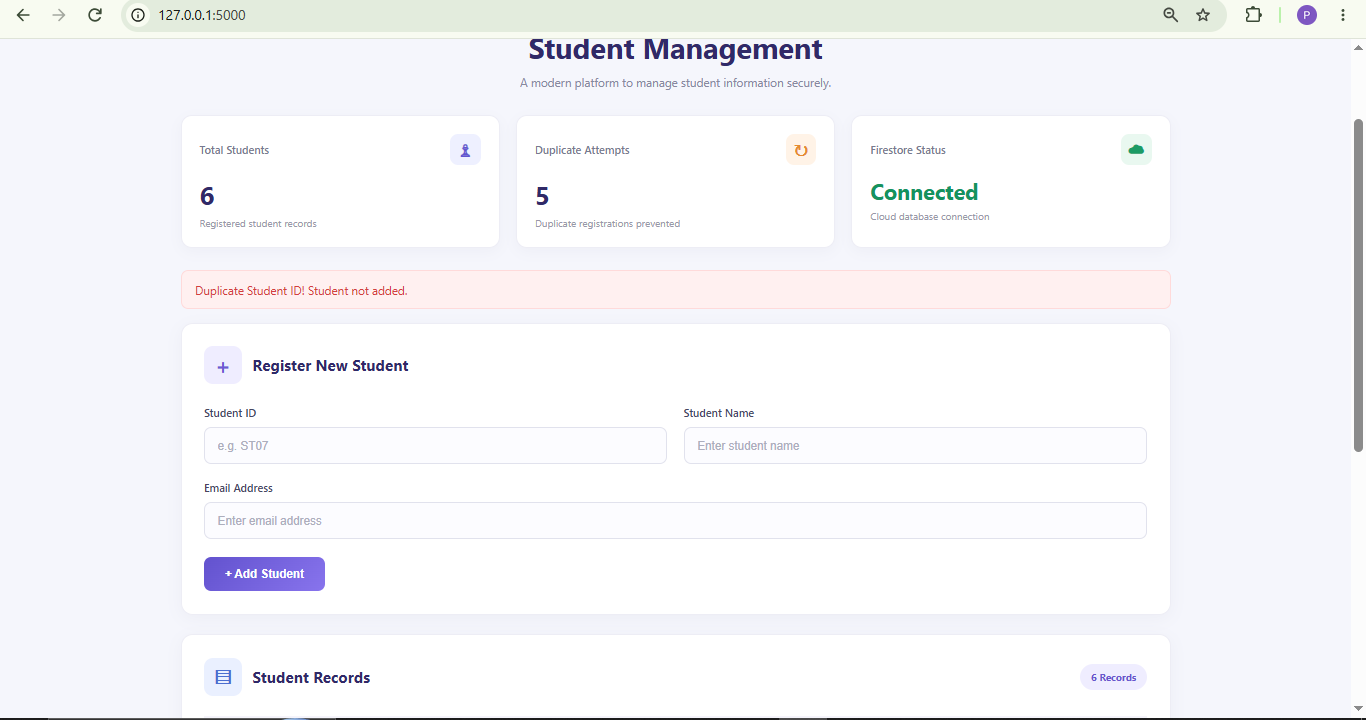 127.0.0.1:5000
P
Student Management
A modern platform to manage student information securely.
Total Students
6
Registered student records
Duplicate Attempts
5
Duplicate registrations prevented
Firestore Status
Connected
Cloud database connection
Duplicate Student ID! Student not added.
+ Register New Student
Student ID
e.g. ST07
Student Name
Enter student name
Email Address
Enter email address
+ Add Student
Student Records
6 Records